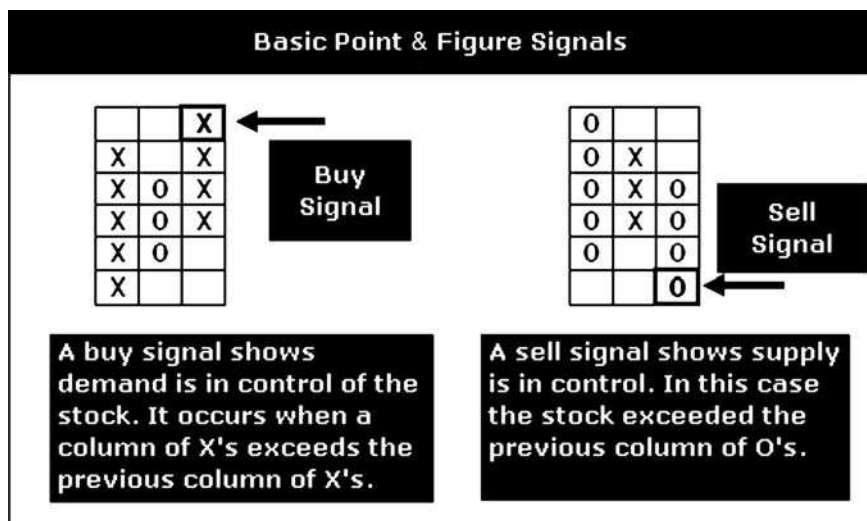 Basic Point & Figure Signals
X
X X
X O X
X O X
X O
X
Buy
Signal
A buy signal shows
demand is in control of the
stock. It occurs when a
column of X's exceeds the
previous column of X's.
O
O X
O X O
O X O
O O
O
Sell
Signal
A sell signal shows supply
is in control. In this case
the stock exceeded the
previous column of O's.